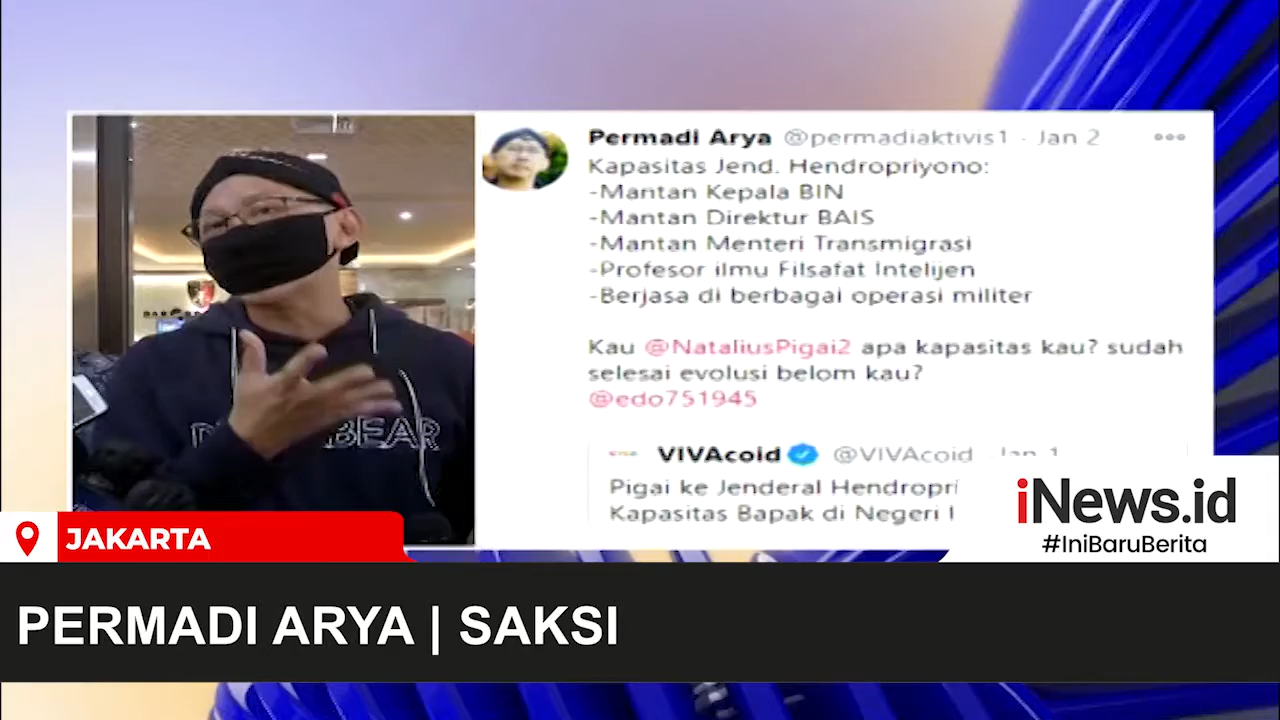 Permadi Arya @permadiaktivis1 · Jan 2
Kapasitas Jend. Hendropriyono:
-Mantan Kepala BIN
-Mantan Direktur BAIS
-Mantan Menteri Transmigrasi
-Profesor ilmu Filsafat Intelijen
-Berjasa di berbagai operasi militer
Kau @NataliusPigai2 apa kapasitas kau? sudah
selesai evolusi belom kau?
@edo751945
VIVAcoid @VIVAcoid · Jan 1
Pigai ke Jenderal Hendropri
Kapasitas Bapak di Negeri I
iNews.id
#IniBaruBerita
JAKARTA
PERMADI ARYA | SAKSI